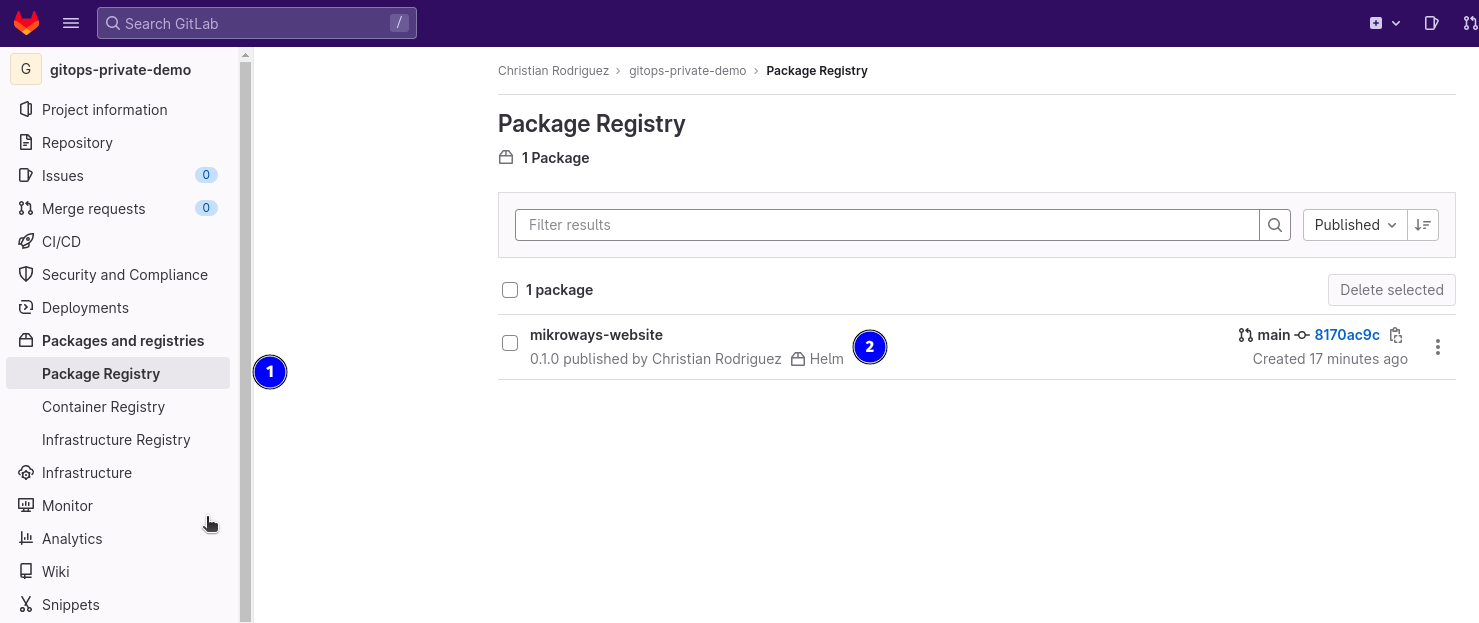 Search GitLab /
G gitops-private-demo
Project information
Repository
Issues 0
Merge requests 0
CI/CD
Security and Compliance
Deployments
Packages and registries
Package Registry 1
Container Registry
Infrastructure Registry
Infrastructure
Monitor
Analytics
Wiki
Snippets
Christian Rodriguez › gitops-private-demo › Package Registry
Package Registry
1 Package
Filter results Published
1 package Delete selected
mikroways-website 2 main 8170ac9c
0.1.0 published by Christian Rodriguez Helm Created 17 minutes ago